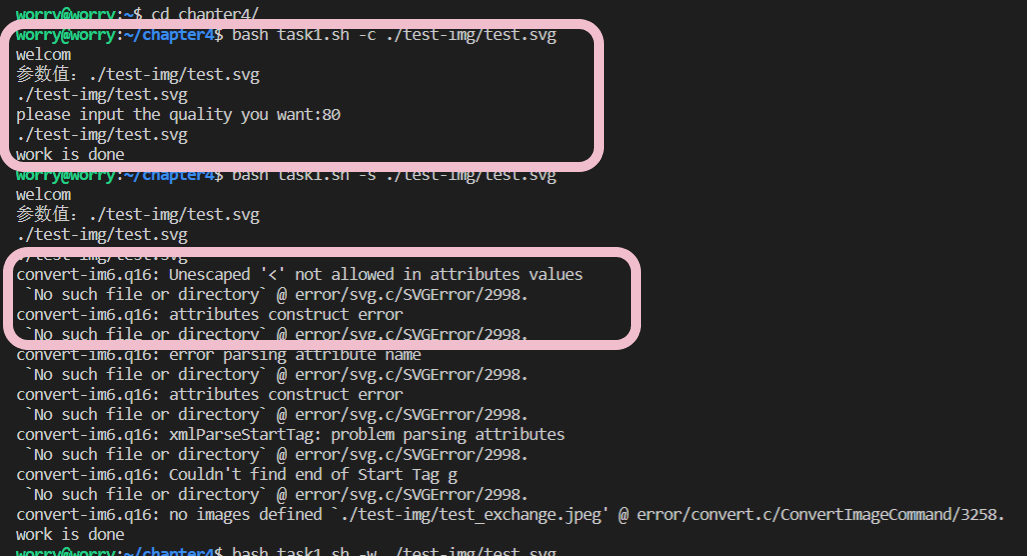 worry@worry:~$ cd chapter4/
worry@worry:~/chapter4$ bash task1.sh -c ./test-img/test.svg
welcom
参数值: ./test-img/test.svg
./test-img/test.svg
please input the quality you want:80
./test-img/test.svg
work is done
worry@worry:~/chapter4$ bash task1.sh -s ./test-img/test.svg
welcom
参数值: ./test-img/test.svg
./test-img/test.svg
./test-img/test.svg
convert-im6.q16: Unescaped '<' not allowed in attributes values
 `No such file or directory` @ error/svg.c/SVGError/2998.
convert-im6.q16: attributes construct error
 `No such file or directory` @ error/svg.c/SVGError/2998.
convert-im6.q16: error parsing attribute name
 `No such file or directory` @ error/svg.c/SVGError/2998.
convert-im6.q16: attributes construct error
 `No such file or directory` @ error/svg.c/SVGError/2998.
convert-im6.q16: xmlParseStartTag: problem parsing attributes
 `No such file or directory` @ error/svg.c/SVGError/2998.
convert-im6.q16: Couldn't find end of Start Tag g
 `No such file or directory` @ error/svg.c/SVGError/2998.
convert-im6.q16: no images defined `./test-img/test_exchange.jpeg' @ error/convert.c/ConvertImageCommand/3258.
work is done
worry@worry:~/chapter4$ bash task1.sh -w ./test-img/test.svg